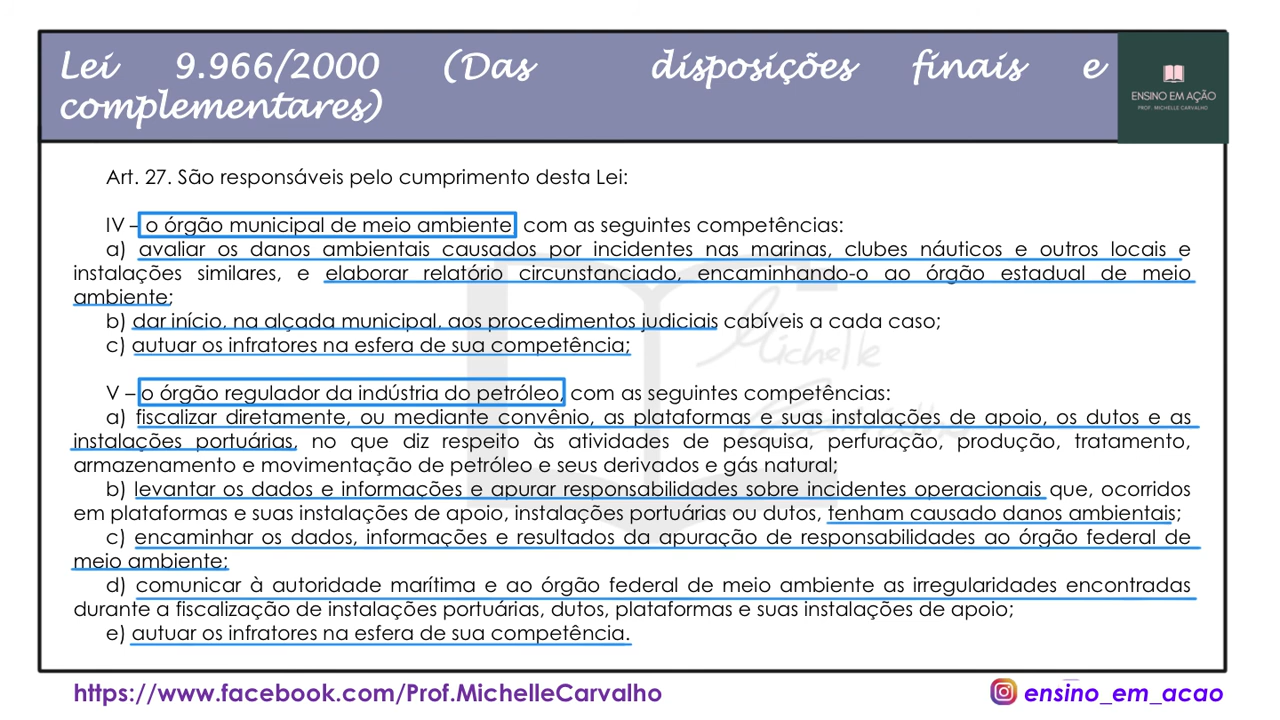 Lei 9.966/2000 (Das disposições finais e
complementares)
ENSINO EM AÇÃO
PROF. MICHELLE CARVALHO
Art. 27. São responsáveis pelo cumprimento desta Lei:
IV – o órgão municipal de meio ambiente, com as seguintes competências:
a) avaliar os danos ambientais causados por incidentes nas marinas, clubes náuticos e outros locais e
instalações similares, e elaborar relatório circunstanciado, encaminhando-o ao órgão estadual de meio
ambiente;
b) dar início, na alçada municipal, aos procedimentos judiciais cabíveis a cada caso;
c) autuar os infratores na esfera de sua competência;
Michelle
Carvalho
V – o órgão regulador da indústria do petróleo, com as seguintes competências:
a) fiscalizar diretamente, ou mediante convênio, as plataformas e suas instalações de apoio, os dutos e as
instalações portuárias, no que diz respeito às atividades de pesquisa, perfuração, produção, tratamento,
armazenamento e movimentação de petróleo e seus derivados e gás natural;
b) levantar os dados e informações e apurar responsabilidades sobre incidentes operacionais que, ocorridos
em plataformas e suas instalações de apoio, instalações portuárias ou dutos, tenham causado danos ambientais;
c) encaminhar os dados, informações e resultados da apuração de responsabilidades ao órgão federal de
meio ambiente;
d) comunicar à autoridade marítima e ao órgão federal de meio ambiente as irregularidades encontradas
durante a fiscalização de instalações portuárias, dutos, plataformas e suas instalações de apoio;
e) autuar os infratores na esfera de sua competência.
https://www.facebook.com/Prof.MichelleCarvalho
ensino_em_acao